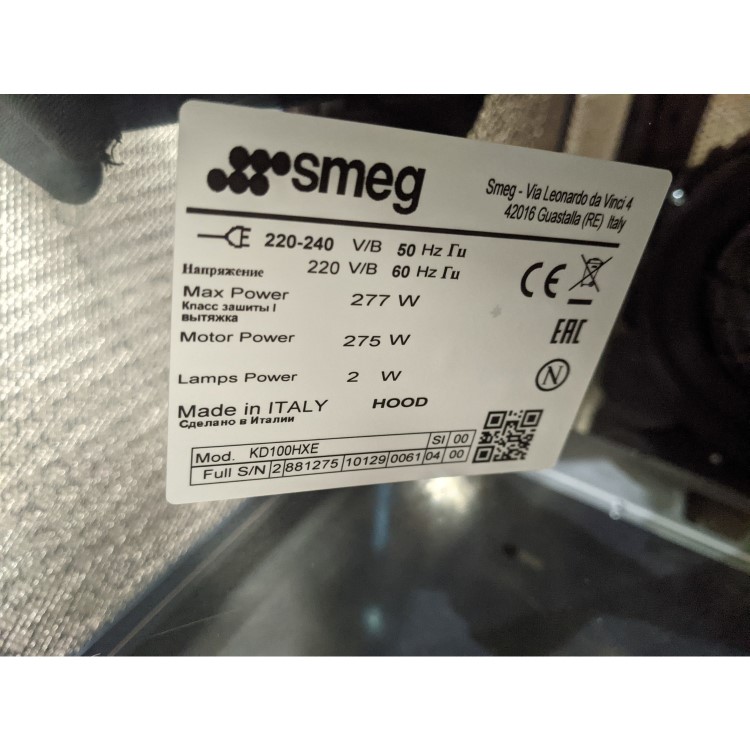 smeg
Smeg - Via Leonardo da Vinci 4
42016 Guastalla (RE) Italy
220-240 V/B 50 Hz Гц
Напряжение 220 V/B 60 Hz Гц
Max Power 277 W
Класс зашиты I
вытяжка
Motor Power 275 W
Lamps Power 2 W
Made in ITALY HOOD
Сделано в Италии
CE
EAC
N
Mod. KD100HXE SI 00
Full S/N 2 881275 10129 0061 04 00